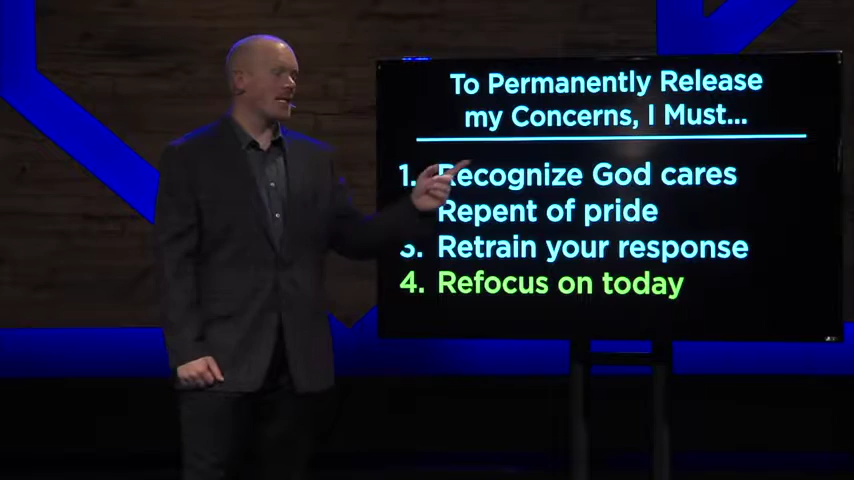 To Permanently Release
my Concerns, I Must...
1. Recognize God cares
Repent of pride
3. Retrain your response
4. Refocus on today